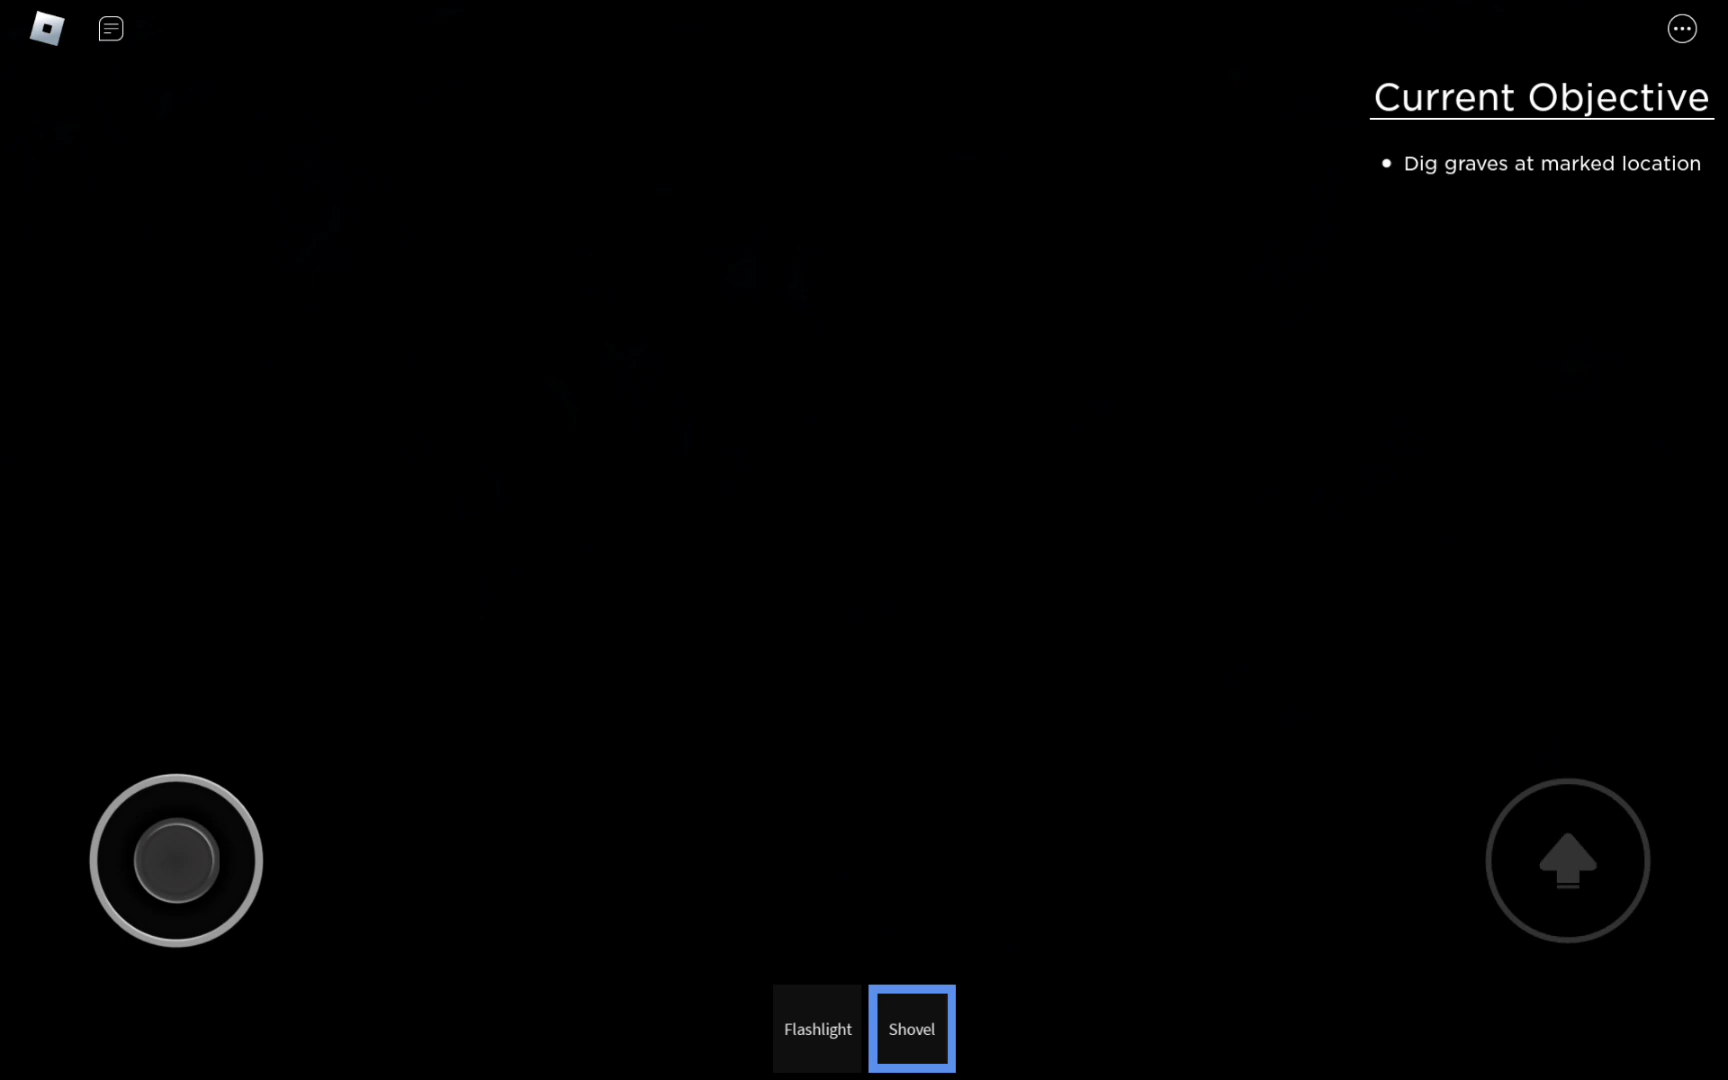 Current Objective
Dig graves at marked location
Flashlight
Shovel